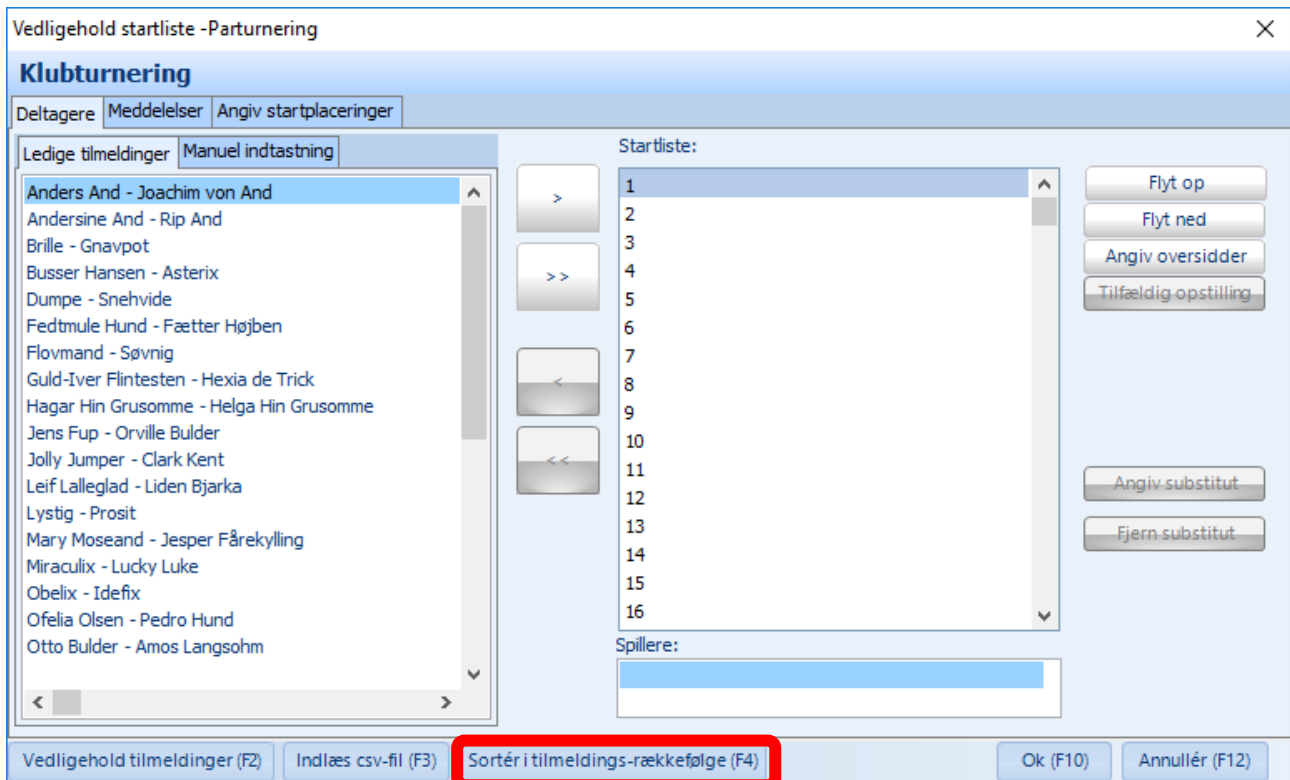 Vedligehold startliste -Parturnering
Klubturnering
Deltagere Meddelelser Angiv startplaceringer
Ledige tilmeldinger Manuel indtastning
Anders And - Joachim von And
Andersine And - Rip And
Brille - Gnavpot
Busser Hansen - Asterix
Dumpe - Snehvide
Fedtmule Hund - Fætter Højben
Flovmand - Søvnig
Guld-Iver Flintesten - Hexia de Trick
Hagar Hin Grusomme - Helga Hin Grusomme
Jens Fup - Orville Bulder
Jolly Jumper - Clark Kent
Leif Lalleglad - Liden Bjarka
Lystig - Prosit
Mary Moseand - Jesper Fårekylling
Miraculix - Lucky Luke
Obelix - Idefix
Ofelia Olsen - Pedro Hund
Otto Bulder - Amos Langsohm
>
>>
<
<<
Startliste:
1
2
3
4
5
6
7
8
9
10
11
12
13
14
15
16
Spillere:
Flyt op
Flyt ned
Angiv oversidder
Tilfældig opstilling
Angiv substitut
Fjern substitut
Vedligehold tilmeldinger (F2) Indlæs csv-fil (F3) Sortér i tilmeldings-rækkefølge (F4) Ok (F10) Annullér (F12)